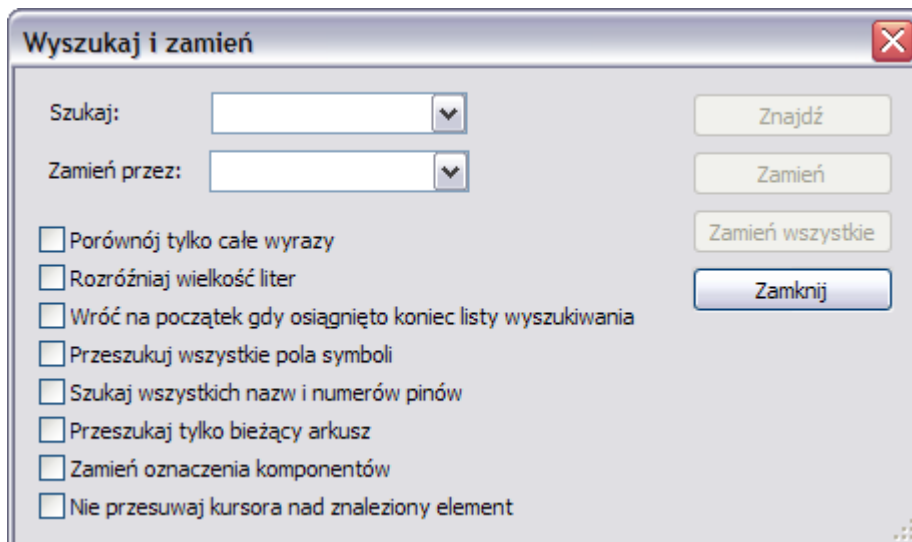 Wyszukaj i zamień
Szukaj:
Znajdź
Zamień przez:
Zamień
Zamień wszystkie
Zamknij
Porównój tylko całe wyrazy
Rozróźniaj wielkość liter
Wróć na początek gdy osiągnięto koniec listy wyszukiwania
Przeszukuj wszystkie pola symboli
Szukaj wszystkich nazw i numerów pinów
Przeszukaj tylko bieżący arkusz
Zamień oznaczenia komponentów
Nie przesuwaj kursora nad znaleziony element